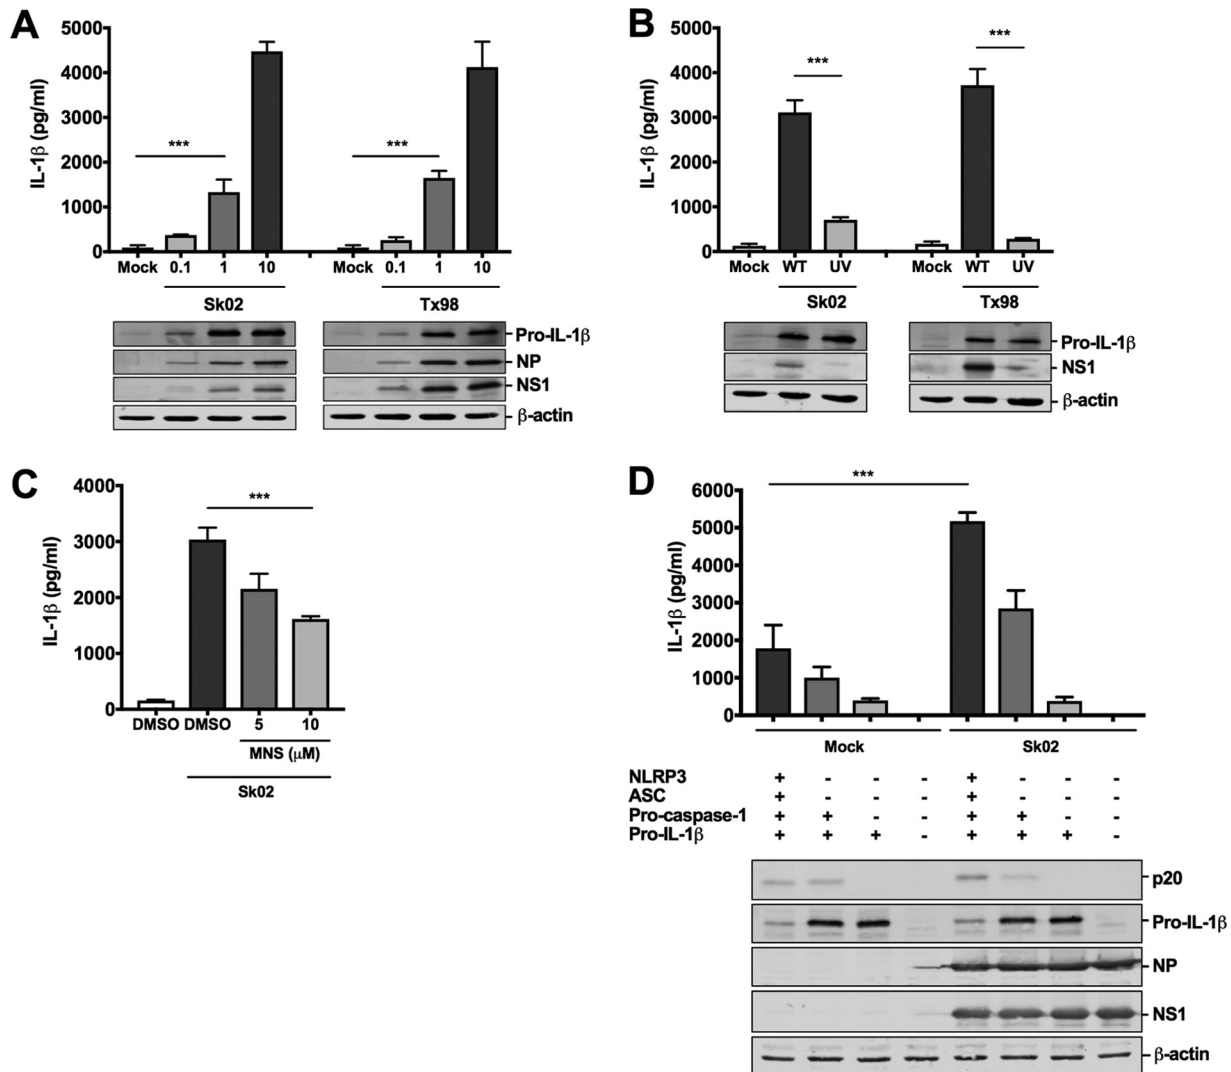 A
IL-1β (pg/ml)
5000
4000
3000
2000
1000
0
*** ***
Mock 0.1 1 10 Mock 0.1 1 10
Sk02 Tx98
Pro-IL-1β
NP
NS1
β-actin
B
IL-1β (pg/ml)
5000
4000
3000
2000
1000
0
*** ***
Mock WT UV Mock WT UV
Sk02 Tx98
Pro-IL-1β
NS1
β-actin
C
IL-1β (pg/ml)
4000
3000
2000
1000
0
***
DMSO DMSO 5 10
MNS (μM)
Sk02
D
IL-1β (pg/ml)
6000
5000
4000
3000
2000
1000
0
***
Mock Sk02
NLRP3 + - - - + - - -
ASC + - - - + - - -
Pro-caspase-1 + + - - + + - -
Pro-IL-1β + + + - + + + -
p20
Pro-IL-1β
NP
NS1
β-actin